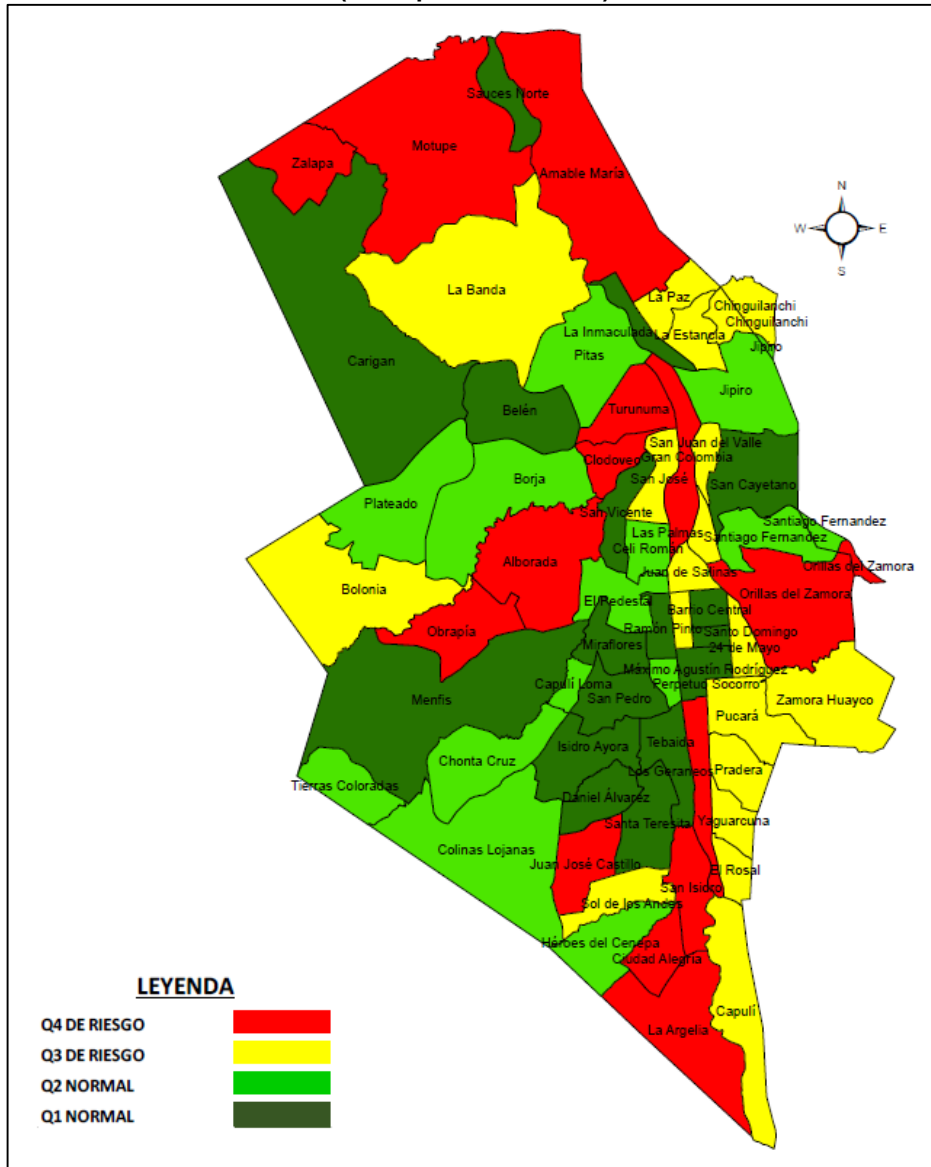 Sauces Norte
Motupe
Zalapa
Amable María
N
W
E
S
La Banda
La Paz
Chinguilanchi
Chinguilanchi
La Inmaculada
La Estancia
Jipiro
Pitas
Carigan
Jipiro
Belén
Turunuma
San Juan del Valle
Gran Colombia
Clodoveo
Borja
San José
San Cayetano
Plateado
San Vicente
Santiago Fernandez
Las Palmas
Santiago Fernandez
Celi Román
Alborada
Orillas del Zamora
Juan de Salinas
Bolonia
Orillas del Zamora
El Pedestal
Barrio Central
Obrapía
Ramón Pinto
Santo Domingo
Miraflores
24 de Mayo
Máximo Agustín Rodríguez
Capulí Loma
Perpetuo Socorro
Menfis
San Pedro
Zamora Huayco
Pucará
Isidro Ayora
Tebaida
Chonta Cruz
Los Geraneos
Pradera
Tierras Coloradas
Daniel Álvarez
Santa Teresita
Yaguarcuna
Colinas Lojanas
Juan José Castillo
El Rosal
San Isidro
Sol de los Andes
Héroes del Cenepa
Ciudad Alegría
Capulí
La Argelia
LEYENDA
Q4 DE RIESGO
Q3 DE RIESGO
Q2 NORMAL
Q1 NORMAL